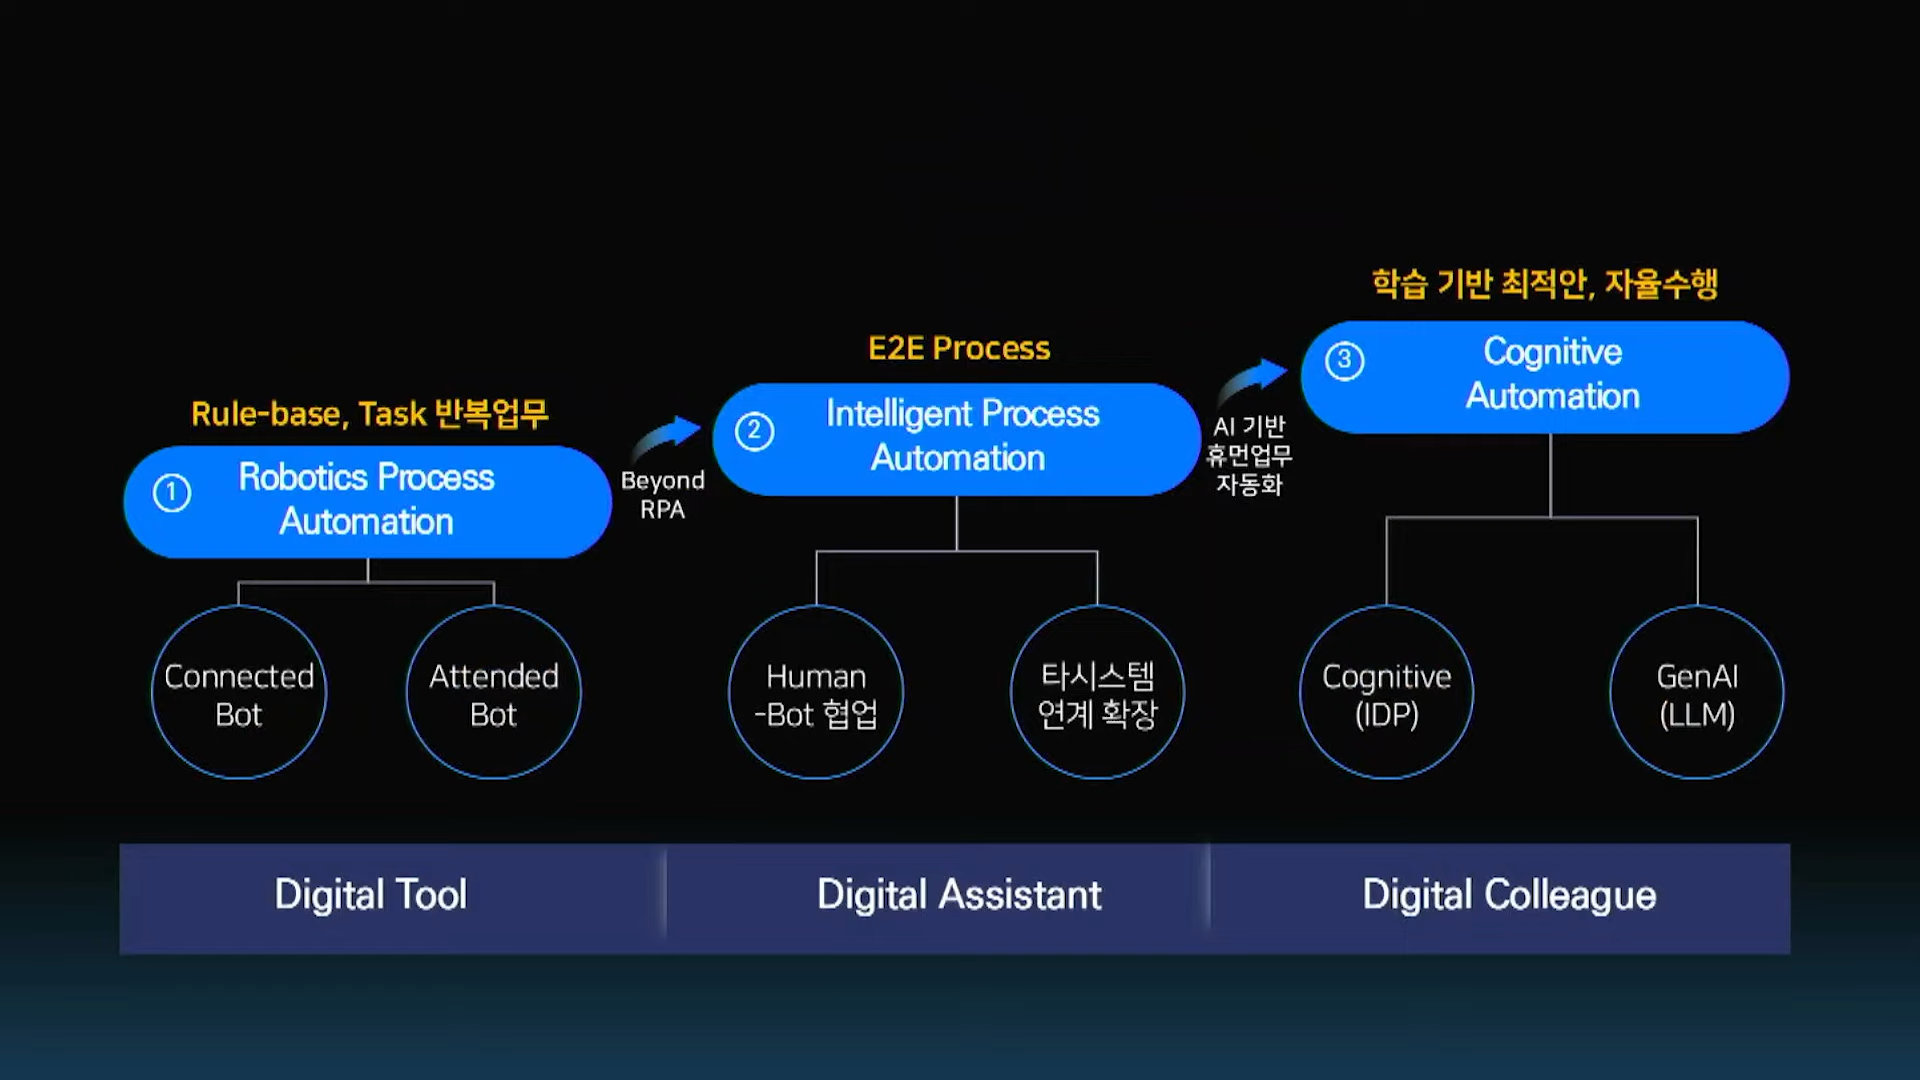 Rule-base, Task 반복업무
① Robotics Process
Automation
Connected
Bot
Attended
Bot
Beyond
RPA
E2E Process
② Intelligent Process
Automation
Human
-Bot 협업
타시스템
연계 확장
AI 기반
휴먼업무
자동화
학습 기반 최적안, 자율수행
③ Cognitive
Automation
Cognitive
(IDP)
GenAI
(LLM)
Digital Tool
Digital Assistant
Digital Colleague